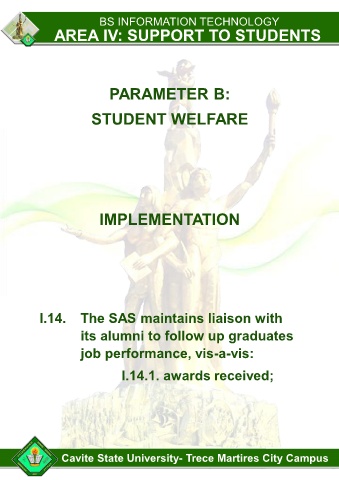 BS INFORMATION TECHNOLOGY
AREA IV: SUPPORT TO STUDENTS
PARAMETER B:
STUDENT WELFARE
IMPLEMENTATION
I.14. The SAS maintains liaison with
its alumni to follow up graduates
job performance, vis-a-vis:
I.14.1. awards received;
Cavite State University- Trece Martires City Campus